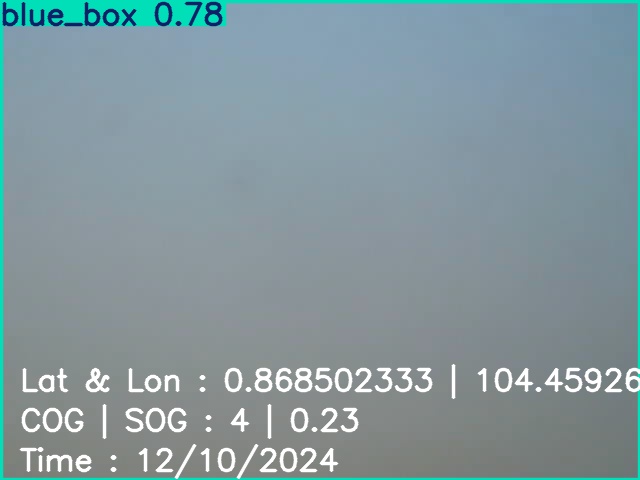 blue_box 0.78
Lat & Lon : 0.868502333 | 104.45926
COG | SOG : 4 | 0.23
Time : 12/10/2024